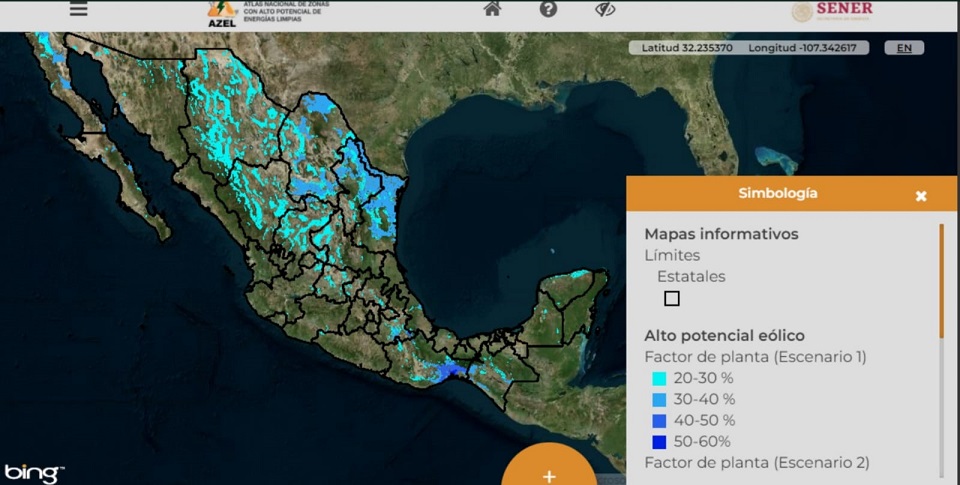 ATLAS NACIONAL DE ZONAS
CON ALTO POTENCIAL DE
ENERGÍAS LIMPIAS
AZEL
SENER
Latitud 32.235370 Longitud -107.342617
EN
Simbología
Mapas informativos
Límites
Estatales
Alto potencial eólico
Factor de planta (Escenario 1)
20-30 %
30-40 %
40-50 %
50-60%
Factor de planta (Escenario 2)
bing